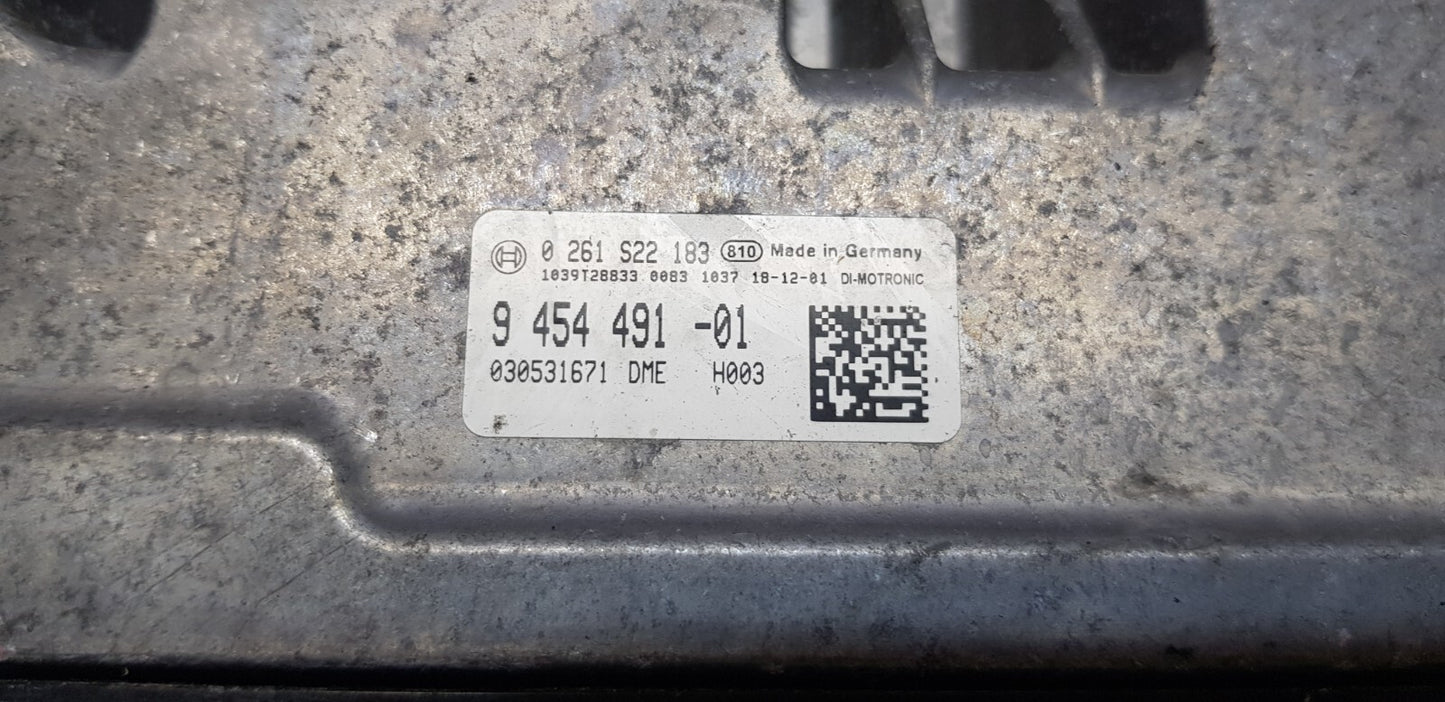 0 261 S22 183 810 Made in Germany
1039T28833 0083 1037 18-12-01 DI-MOTRONIC
9 454 491 -01
030531671 DME H003